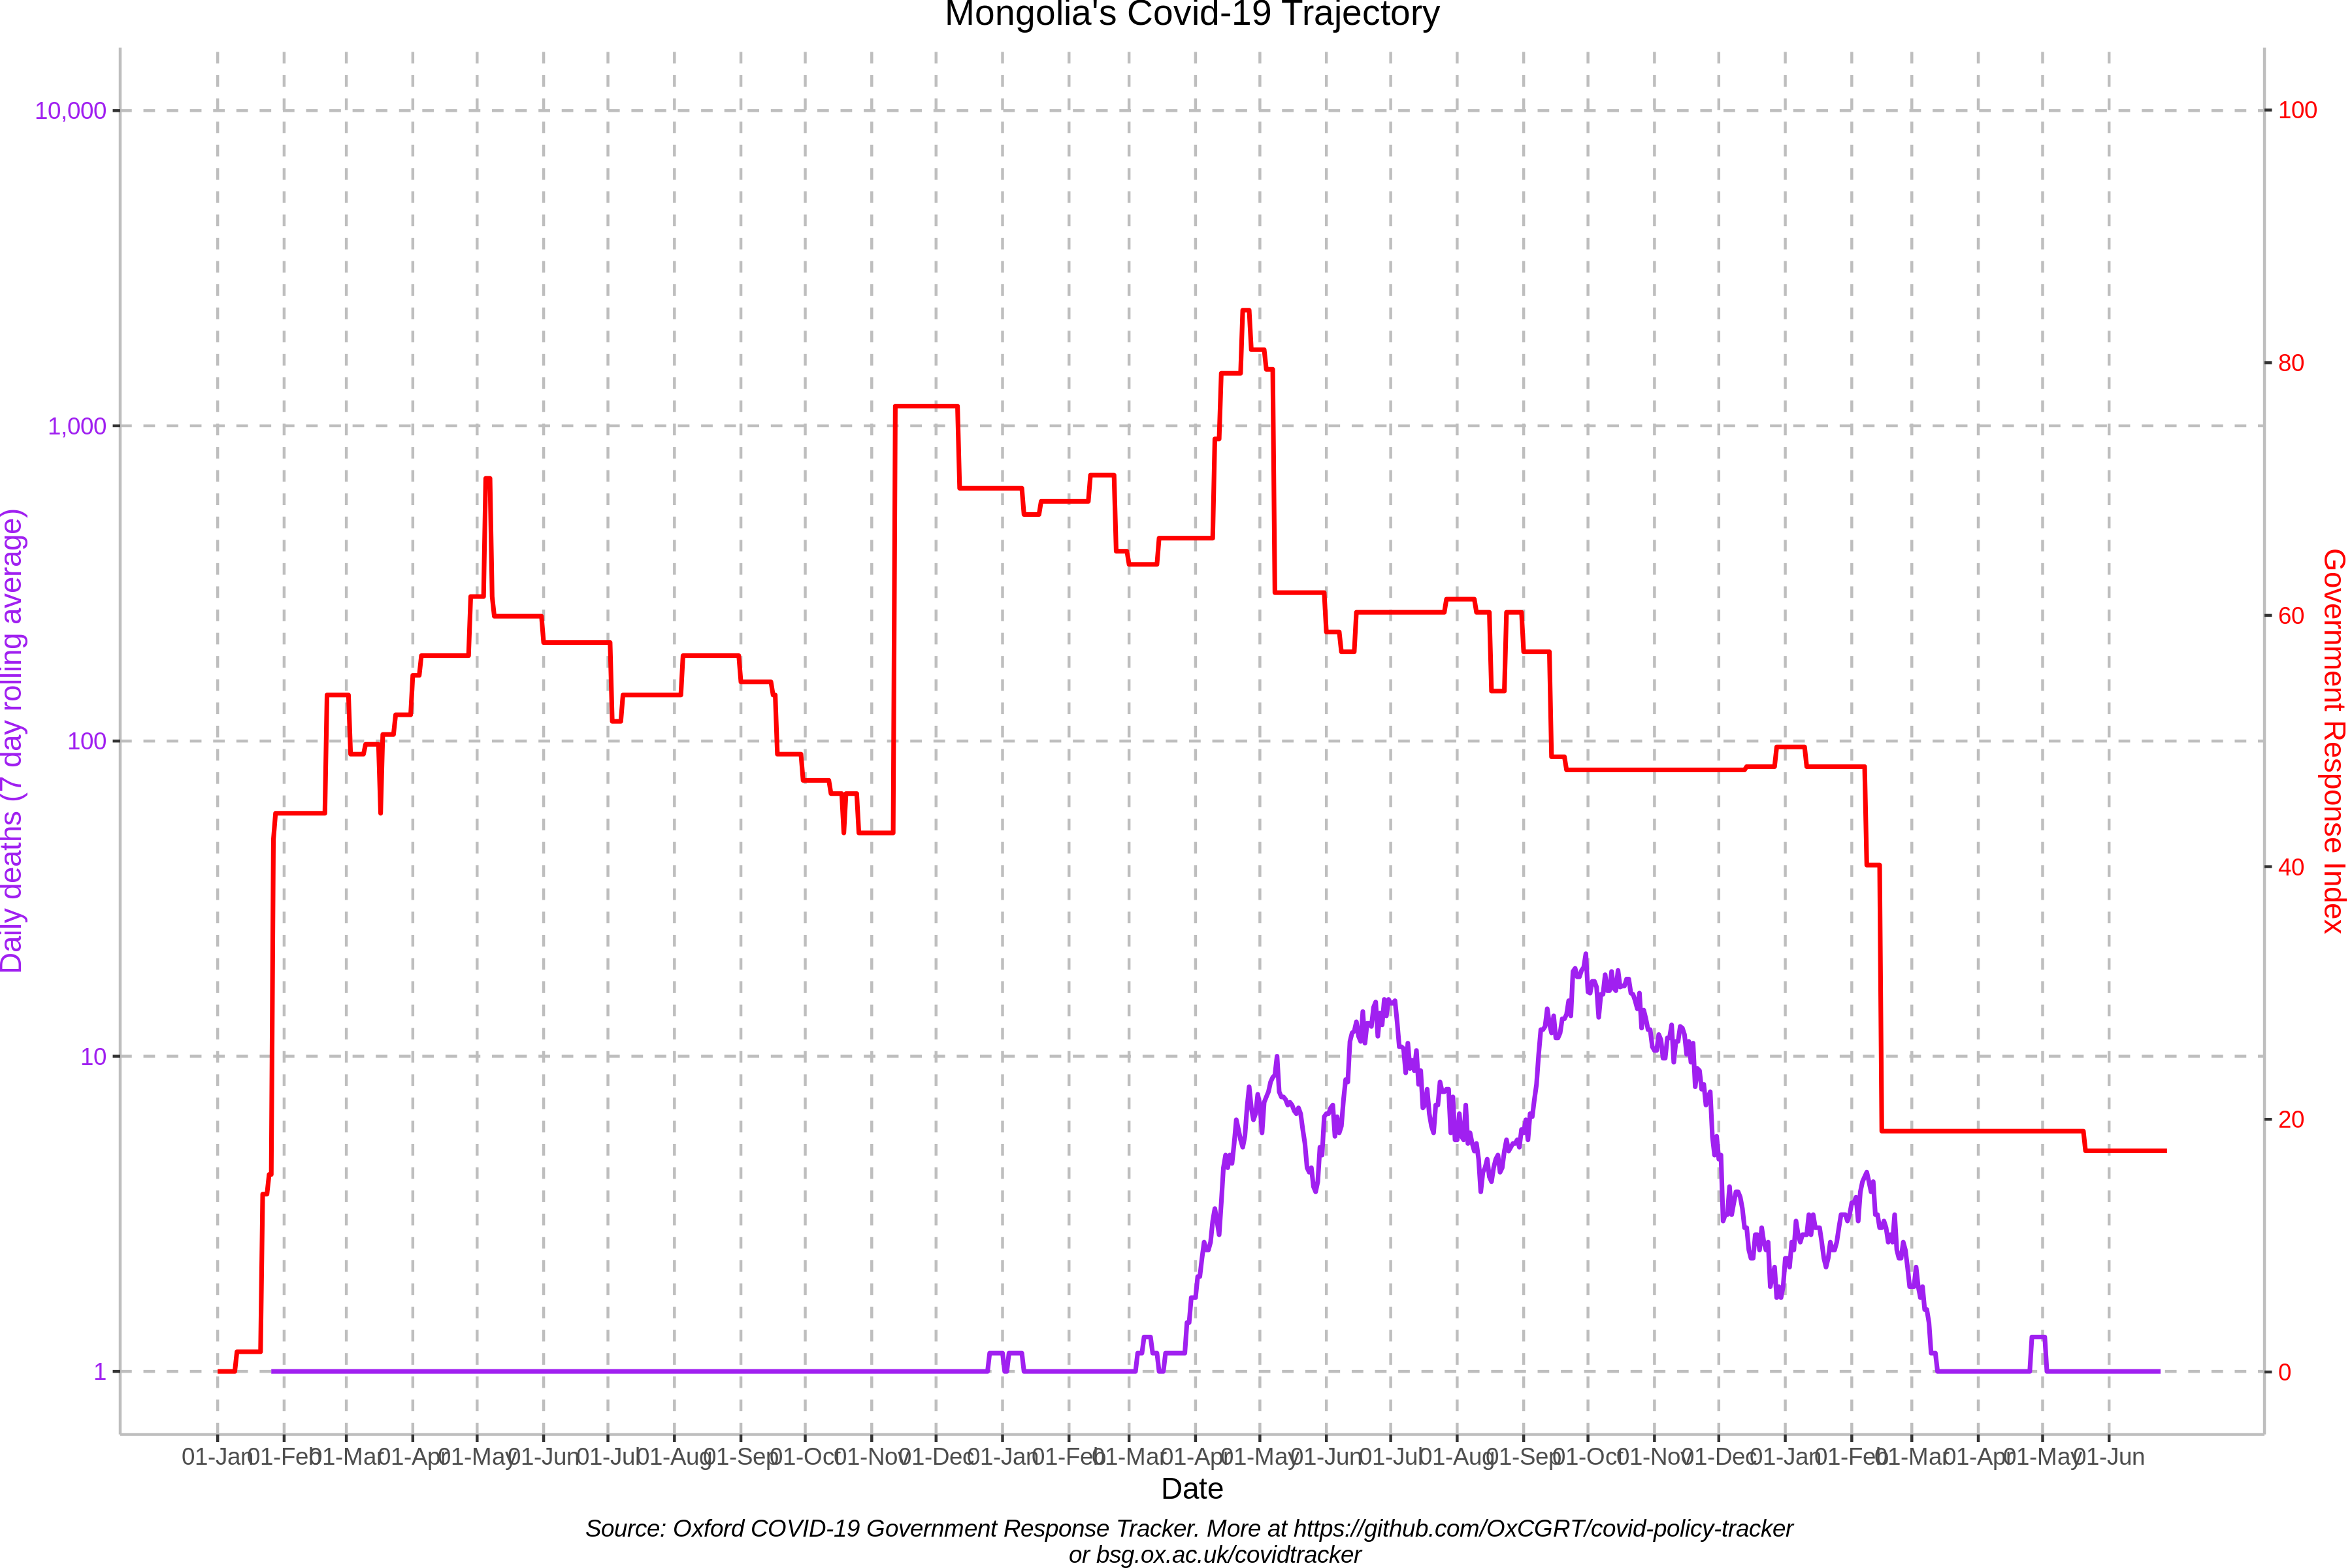 Mongolia's Covid-19 Trajectory
10,000
1,000
100
10
1
Daily deaths (7 day rolling average)
100
80
60
40
20
0
Government Response Index
01-Jan 01-Feb 01-Mar 01-Apr 01-May 01-Jun 01-Jul 01-Aug 01-Sep 01-Oct 01-Nov 01-Dec 01-Jan 01-Feb 01-Mar 01-Apr 01-May 01-Jun 01-Jul 01-Aug 01-Sep 01-Oct 01-Nov 01-Dec 01-Jan 01-Feb 01-Mar 01-Apr 01-May 01-Jun
Date
Source: Oxford COVID-19 Government Response Tracker. More at https://github.com/OxCGRT/covid-policy-tracker
or bsg.ox.ac.uk/covidtracker